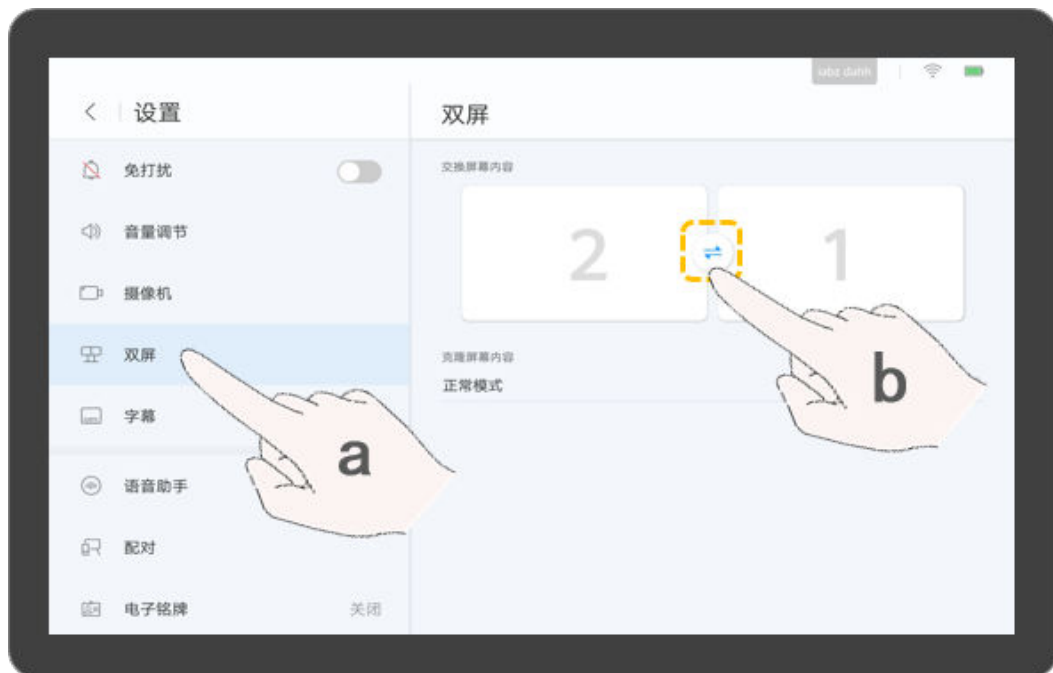 设置
免打扰
音量调节
摄像机
双屏
字幕
语音助手
配对
电子铭牌 关闭
双屏
交换屏幕内容
2 1
克隆屏幕内容
正常模式
a
b